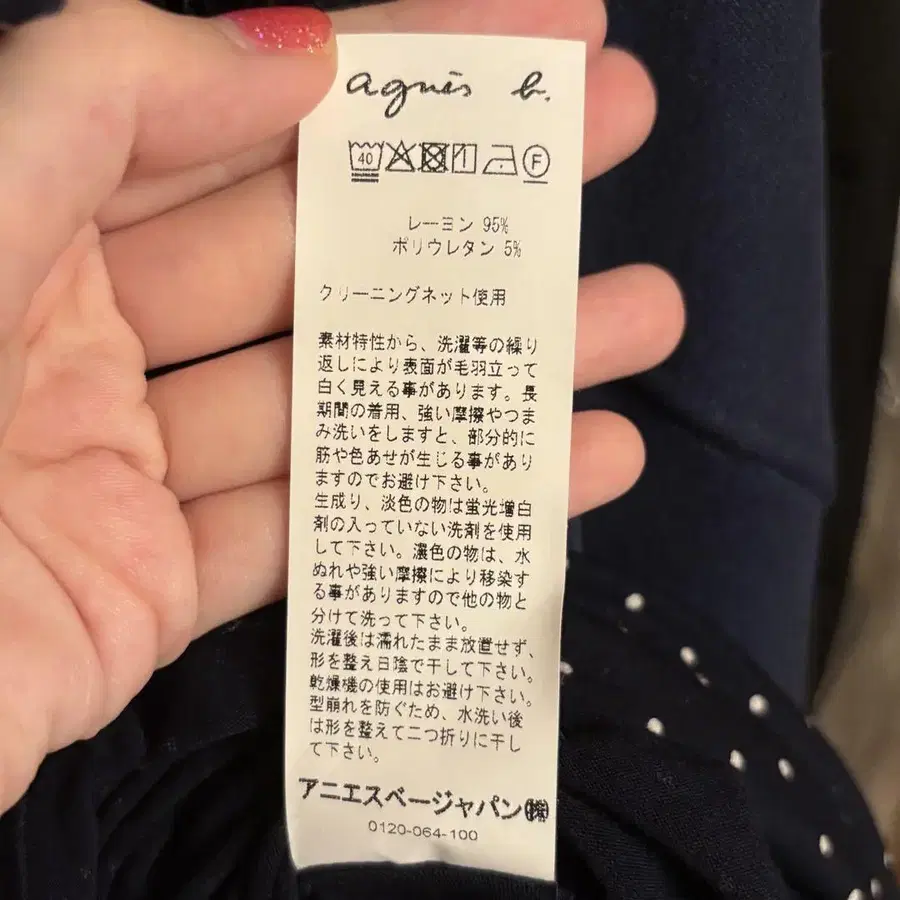 agnès b.
40 F
レーヨン 95%
ポリウレタン 5%
クリーニングネット使用
素材特性から、洗濯等の繰り
返しにより表面が毛羽立って
白く見える事があります。長
期間の着用、強い摩擦やつま
み洗いをしますと、部分的に
筋や色あせが生じる事があり
ますのでお避け下さい。
生成り、淡色の物は蛍光増白
剤の入っていない洗剤を使用
して下さい。濃色の物は、水
ぬれや強い摩擦により移染す
る事がありますので他の物と
分けて洗って下さい。
洗濯後は濡れたまま放置せず、
形を整え日陰で干して下さい。
乾燥機の使用はお避け下さい。
型崩れを防ぐため、水洗い後
は形を整えて二つ折りに干し
て下さい。
アニエスベージャパン㈱
0120-064-100